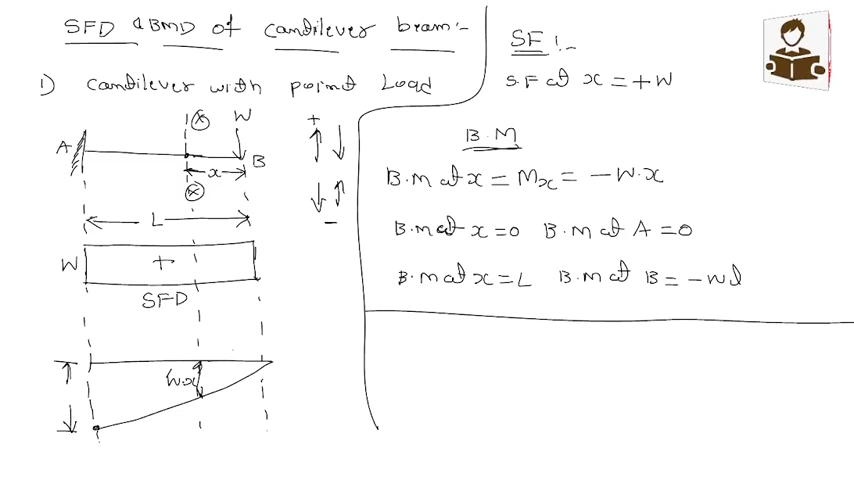 SFD & BMD of cantilever beam:-
1) cantilever with point Load
A
W
B
x
L
W
+
SFD
W.x
+
-
SF :-
S.F at x = +W
B.M
B.M at x = Mx = -W.x
B.M at x = 0 B.M at A = 0
B.M at x = L B.M at B = -Wl